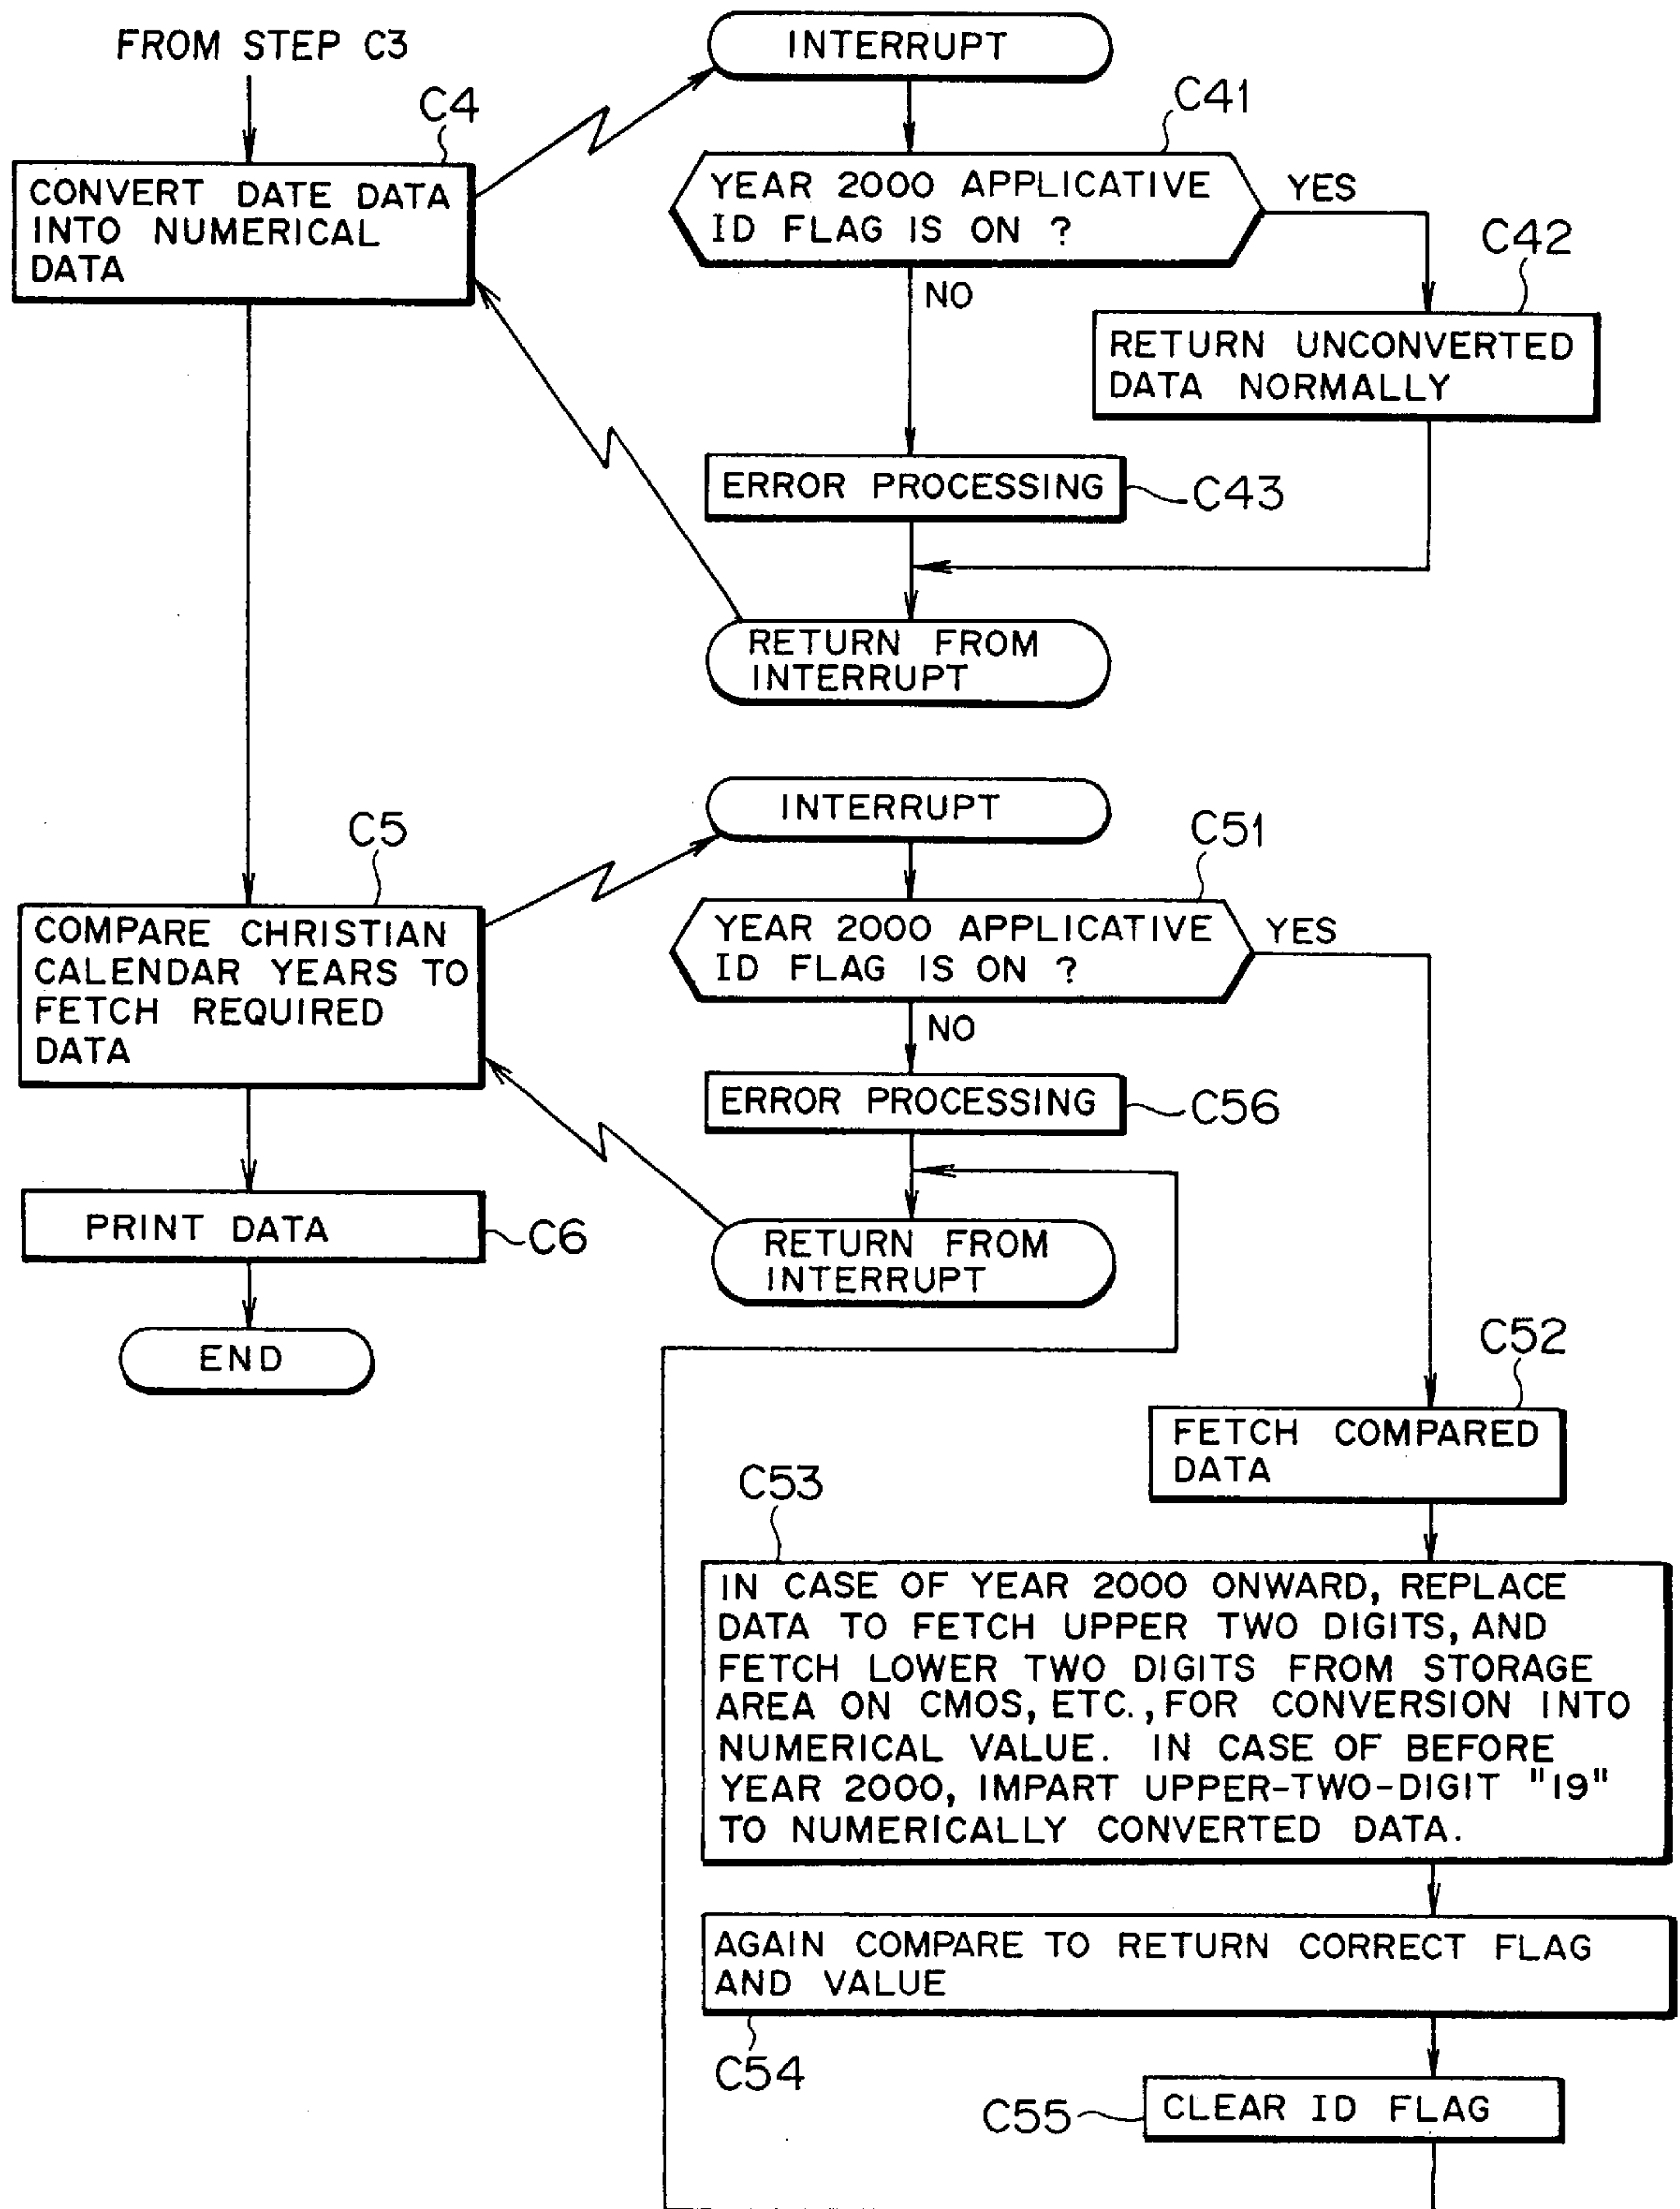 FROM STEP C3
C4
CONVERT DATE DATA
INTO NUMERICAL
DATA
INTERRUPT
C41
YEAR 2000 APPLICATIVE
ID FLAG IS ON ?
YES
NO
C42
RETURN UNCONVERTED
DATA NORMALLY
ERROR PROCESSING
C43
RETURN FROM
INTERRUPT
C5
COMPARE CHRISTIAN
CALENDAR YEARS TO
FETCH REQUIRED
DATA
INTERRUPT
C51
YEAR 2000 APPLICATIVE
ID FLAG IS ON ?
YES
NO
ERROR PROCESSING
C56
RETURN FROM
INTERRUPT
PRINT DATA
C6
END
C52
FETCH COMPARED
DATA
C53
IN CASE OF YEAR 2000 ONWARD, REPLACE
DATA TO FETCH UPPER TWO DIGITS, AND
FETCH LOWER TWO DIGITS FROM STORAGE
AREA ON CMOS, ETC., FOR CONVERSION INTO
NUMERICAL VALUE. IN CASE OF BEFORE
YEAR 2000, IMPART UPPER-TWO-DIGIT "19"
TO NUMERICALLY CONVERTED DATA.
AGAIN COMPARE TO RETURN CORRECT FLAG
AND VALUE
C54
C55
CLEAR ID FLAG